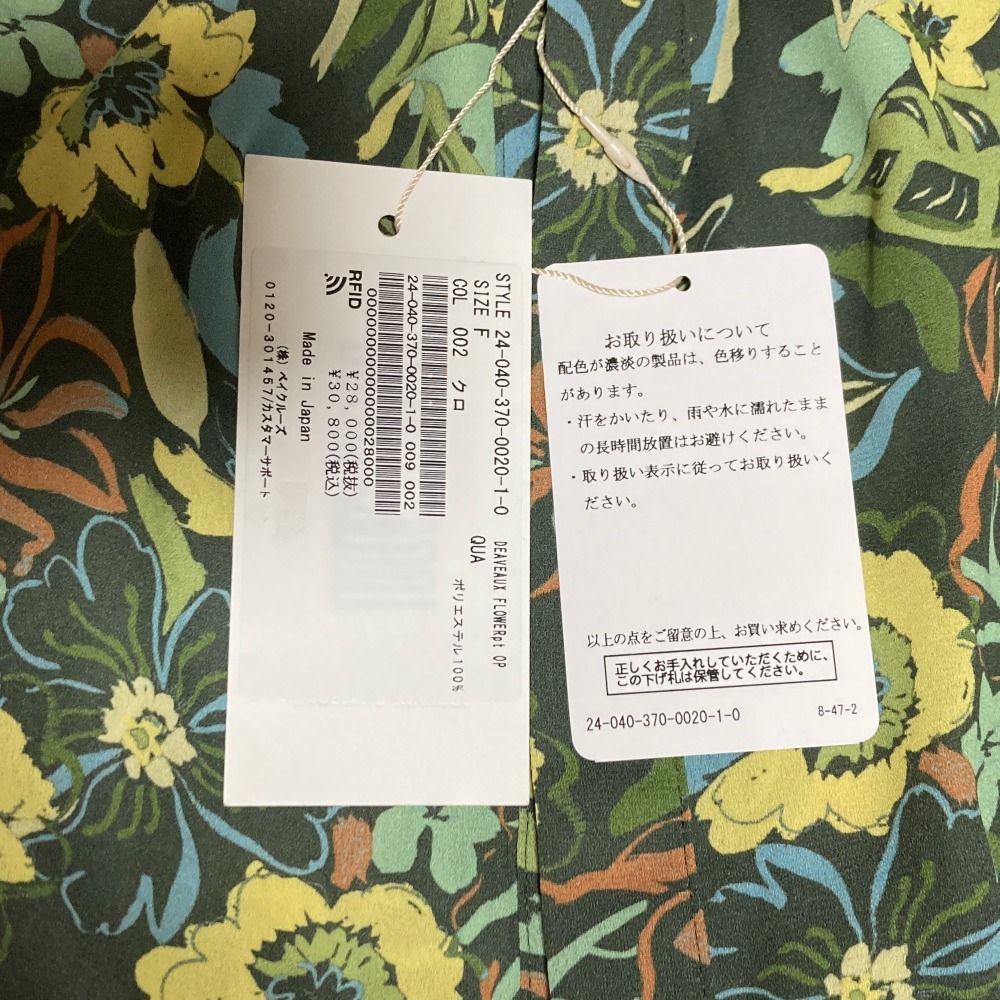 STYLE 24-040-370-0020-1-0
SIZE F
COL 002 クロ
DEAVEAUX FLOWERpt OP
QUA
ポリエステル100%
24-040-370-0020-1-0 009 002
0000000000000000028000
RFID
¥28,000(税抜)
¥30,800(税込)
Made in Japan
(株)ベイクルーズ
0120-301457/カスタマーサポート
お取り扱いについて
配色が濃淡の製品は、色移りすること
があります。
・汗をかいたり、雨や水に濡れたまま
の長時間放置はお避けください。
・取り扱い表示に従ってお取り扱いく
ださい。
以上の点をご留意の上、お買い求めください。
正しくお手入れしていただくために、
この下げ札は保管してください。
24-040-370-0020-1-0 8-47-2